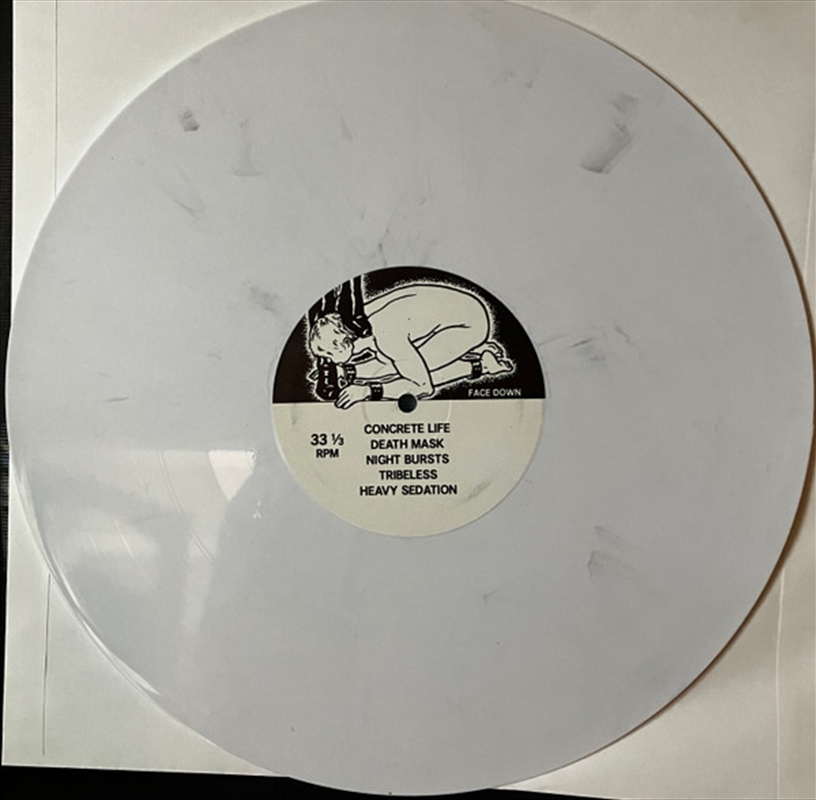 FACE DOWN
33 ⅓
RPM
CONCRETE LIFE
DEATH MASK
NIGHT BURSTS
TRIBELESS
HEAVY SEDATION